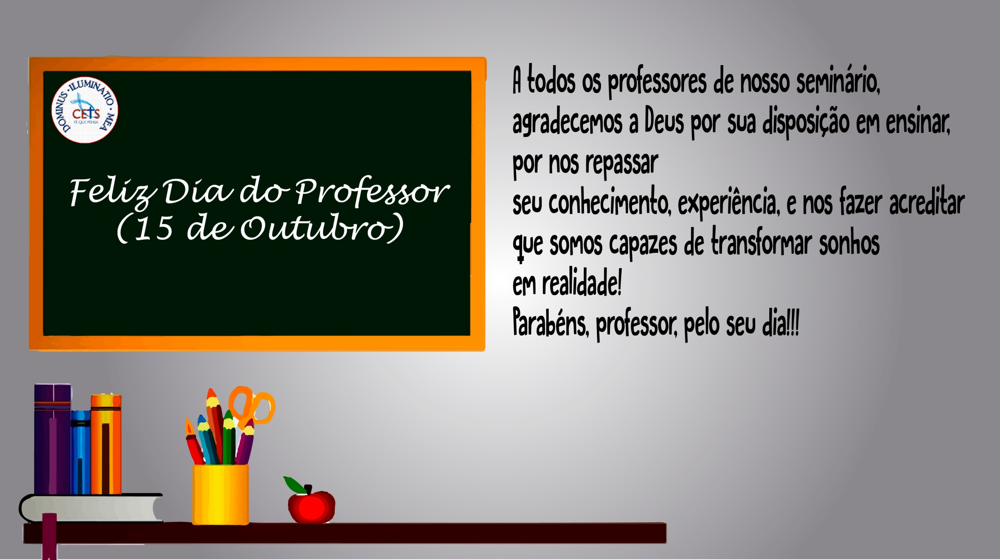 DOMINUS · ILUMINATIO · MEA
CETS
FÉ QUE PENSA
Feliz Dia do Professor
(15 de Outubro)
A todos os professores de nosso seminário,
agradecemos a Deus por sua disposição em ensinar,
por nos repassar
seu conhecimento, experiência, e nos fazer acreditar
que somos capazes de transformar sonhos
em realidade!
Parabéns, professor, pelo seu dia!!!